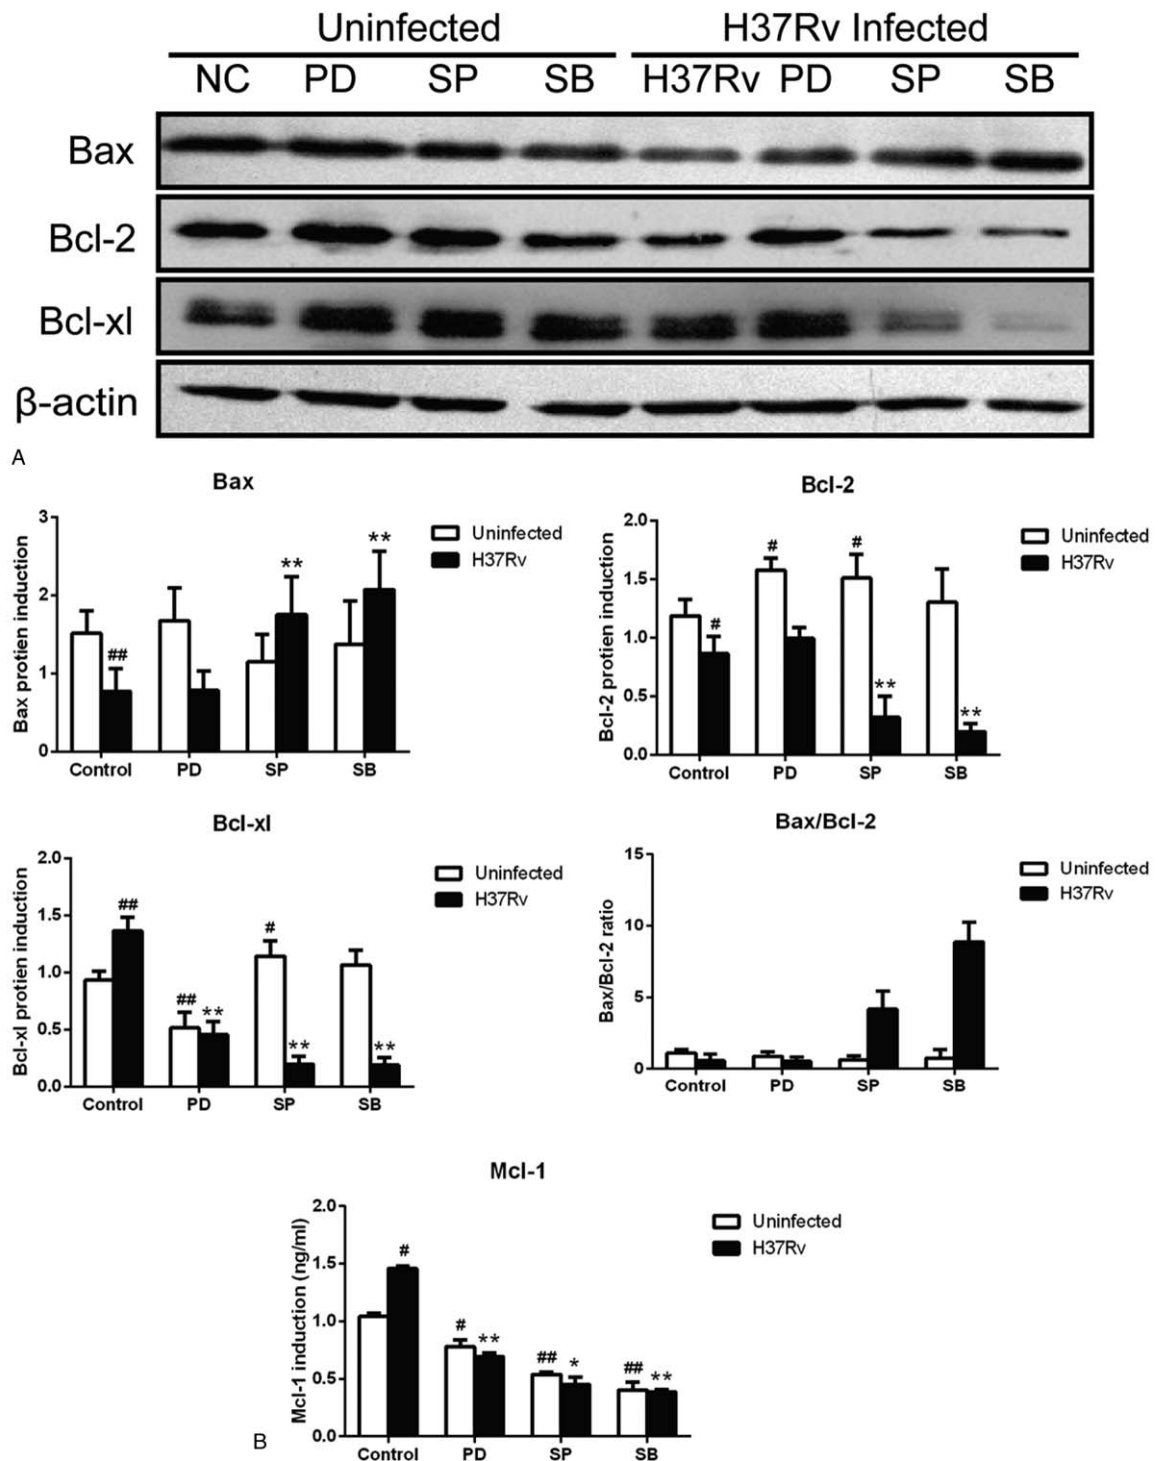 Uninfected H37Rv Infected
NC PD SP SB H37Rv PD SP SB
Bax
Bcl-2
Bcl-xl
β-actin
A
Bax
Bax protien induction
3
2
1
0
##
**
**
Control PD SP SB
Uninfected
H37Rv
Bcl-2
Bcl-2 protien induction
2.0
1.5
1.0
0.5
0.0
#
#
#
**
**
Control PD SP SB
Uninfected
H37Rv
Bcl-xl
Bcl-xl protien induction
2.0
1.5
1.0
0.5
0.0
##
##
**
#
**
**
Control PD SP SB
Uninfected
H37Rv
Bax/Bcl-2
Bax/Bcl-2 ratio
15
10
5
0
Control PD SP SB
Uninfected
H37Rv
Mcl-1
Mcl-1 induction (ng/ml)
2.0
1.5
1.0
0.5
0.0
#
#
**
##
*
##
**
Control PD SP SB
Uninfected
H37Rv
B